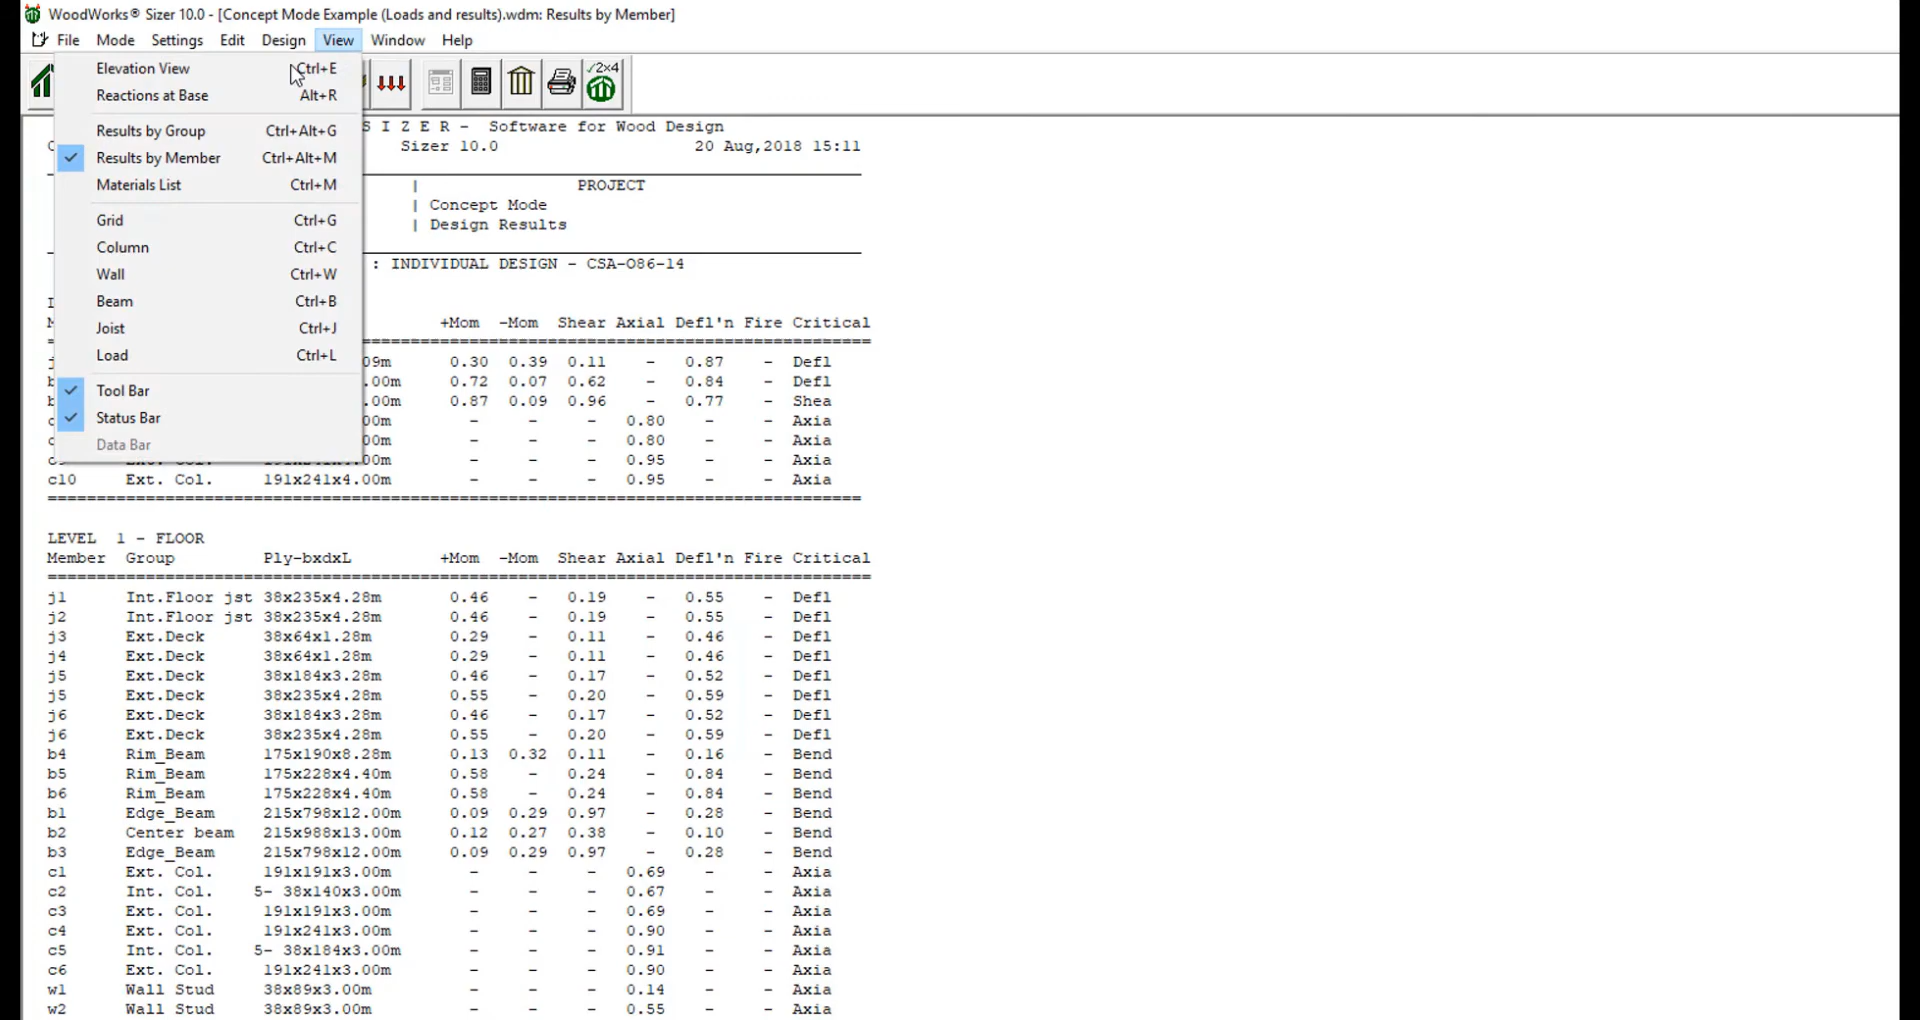 WoodWorks® Sizer 10.0 - [Concept Mode Example (Loads and results).wdm: Results by Member]
File Mode Settings Edit Design View Window Help
Elevation View Ctrl+E
Reactions at Base Alt+R
Results by Group Ctrl+Alt+G
Results by Member Ctrl+Alt+M
Materials List Ctrl+M
Grid Ctrl+G
Column Ctrl+C
Wall Ctrl+W
Beam Ctrl+B
Joist Ctrl+J
Load Ctrl+L
Tool Bar
Status Bar
Data Bar
2x4
S I Z E R - Software for Wood Design
Sizer 10.0 20 Aug,2018 15:11
| PROJECT
| Concept Mode
| Design Results
: INDIVIDUAL DESIGN - CSA-O86-14
+Mom -Mom Shear Axial Defl'n Fire Critical
09m 0.30 0.39 0.11 - 0.87 - Defl
.00m 0.72 0.07 0.62 - 0.84 - Defl
.00m 0.87 0.09 0.96 - 0.77 - Shea
00m - - - 0.80 - - Axia
00m - - - 0.80 - - Axia
00m - - - 0.95 - - Axia
c10 Ext. Col. 191x241x4.00m - - - 0.95 - - Axia
LEVEL 1 - FLOOR
Member Group Ply-bxdxL +Mom -Mom Shear Axial Defl'n Fire Critical
j1 Int.Floor jst 38x235x4.28m 0.46 - 0.19 - 0.55 - Defl
j2 Int.Floor jst 38x235x4.28m 0.46 - 0.19 - 0.55 - Defl
j3 Ext.Deck 38x64x1.28m 0.29 - 0.11 - 0.46 - Defl
j4 Ext.Deck 38x64x1.28m 0.29 - 0.11 - 0.46 - Defl
j5 Ext.Deck 38x184x3.28m 0.46 - 0.17 - 0.52 - Defl
j5 Ext.Deck 38x235x4.28m 0.55 - 0.20 - 0.59 - Defl
j6 Ext.Deck 38x184x3.28m 0.46 - 0.17 - 0.52 - Defl
j6 Ext.Deck 38x235x4.28m 0.55 - 0.20 - 0.59 - Defl
b4 Rim_Beam 175x190x8.28m 0.13 0.32 0.11 - 0.16 - Bend
b5 Rim_Beam 175x228x4.40m 0.58 - 0.24 - 0.84 - Bend
b6 Rim_Beam 175x228x4.40m 0.58 - 0.24 - 0.84 - Bend
b1 Edge_Beam 215x798x12.00m 0.09 0.29 0.97 - 0.28 - Bend
b2 Center beam 215x988x13.00m 0.12 0.27 0.38 - 0.10 - Bend
b3 Edge_Beam 215x798x12.00m 0.09 0.29 0.97 - 0.28 - Bend
c1 Ext. Col. 191x191x3.00m - - - 0.69 - - Axia
c2 Int. Col. 5- 38x140x3.00m - - - 0.67 - - Axia
c3 Ext. Col. 191x191x3.00m - - - 0.69 - - Axia
c4 Ext. Col. 191x241x3.00m - - - 0.90 - - Axia
c5 Int. Col. 5- 38x184x3.00m - - - 0.91 - - Axia
c6 Ext. Col. 191x241x3.00m - - - 0.90 - - Axia
w1 Wall Stud 38x89x3.00m - - - 0.14 - - Axia
w2 Wall Stud 38x89x3.00m - - - 0.55 - - Axia